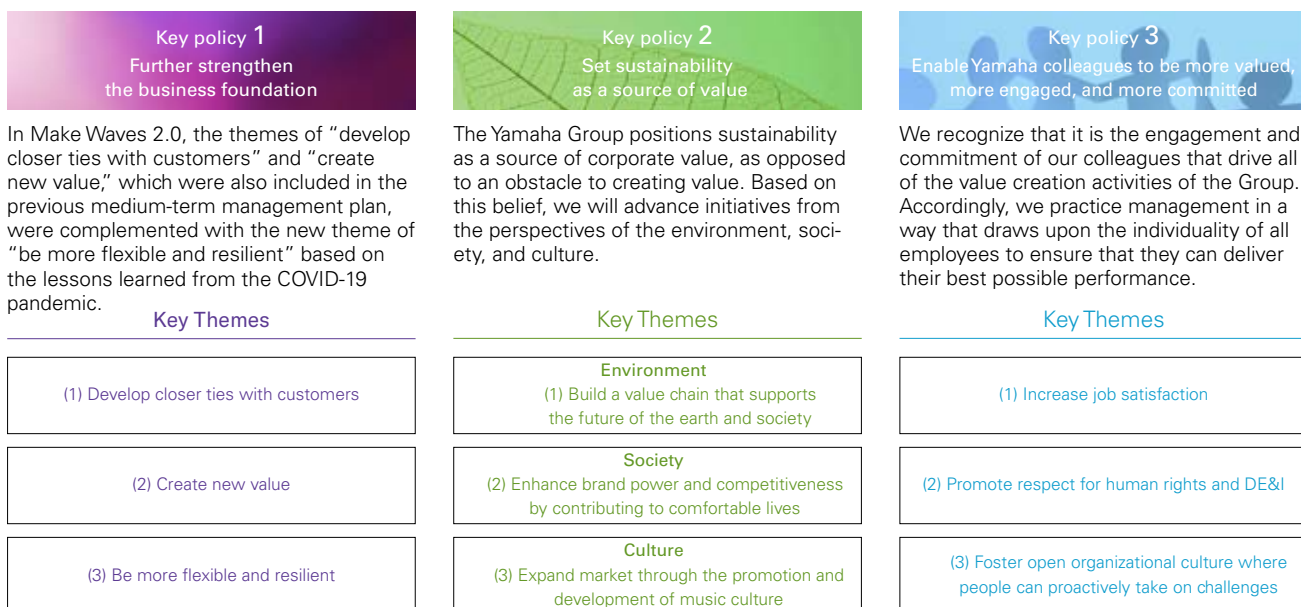 Key policy 1
Further strengthen
the business foundation
In Make Waves 2.0, the themes of “develop
closer ties with customers” and “create
new value,” which were also included in the
previous medium-term management plan,
were complemented with the new theme of
“be more flexible and resilient” based on
the lessons learned from the COVID-19
pandemic.
Key Themes
(1) Develop closer ties with customers
(2) Create new value
(3) Be more flexible and resilient
Key policy 2
Set sustainability
as a source of value
The Yamaha Group positions sustainability
as a source of corporate value, as opposed
to an obstacle to creating value. Based on
this belief, we will advance initiatives from
the perspectives of the environment, soci-
ety, and culture.
Key Themes
Environment
(1) Build a value chain that supports
the future of the earth and society
Society
(2) Enhance brand power and competitiveness
by contributing to comfortable lives
Culture
(3) Expand market through the promotion and
development of music culture
Key policy 3
Enable Yamaha colleagues to be more valued,
more engaged, and more committed
We recognize that it is the engagement and
commitment of our colleagues that drive all
of the value creation activities of the Group.
Accordingly, we practice management in a
way that draws upon the individuality of all
employees to ensure that they can deliver
their best possible performance.
Key Themes
(1) Increase job satisfaction
(2) Promote respect for human rights and DE&I
(3) Foster open organizational culture where
people can proactively take on challenges